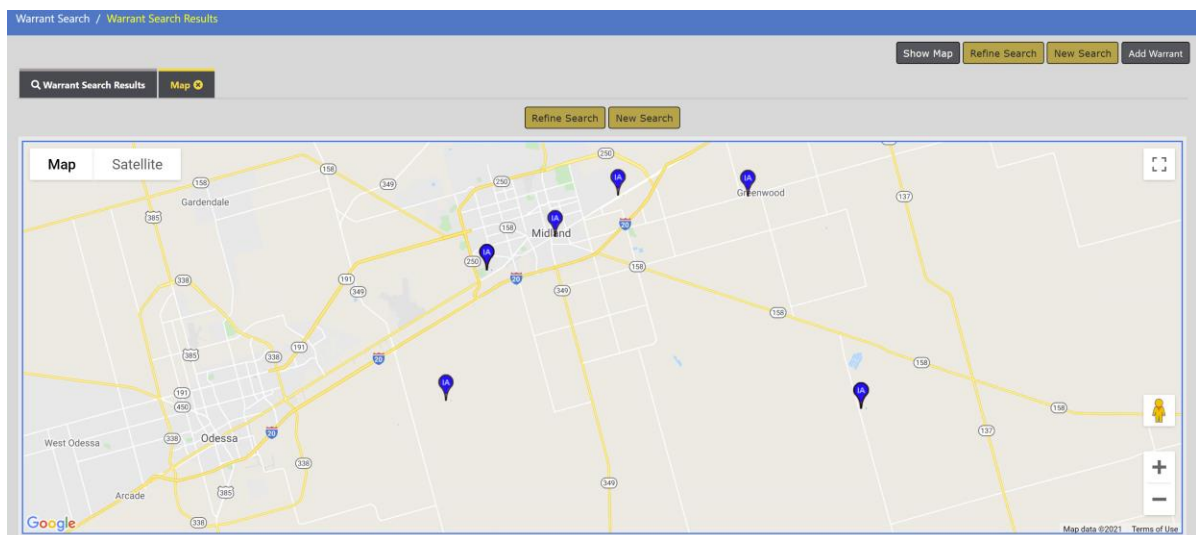 Warrant Search / Warrant Search Results
Show Map Refine Search New Search Add Warrant
Warrant Search Results Map
Refine Search New Search
Map Satellite
250
158
IA
IA
158
349
250
Gardendale
Greenwood
137
385
IA
158
Midland
20
250
IA
158
338
191
349
20
349
158
385
338
191
20
158
IA
IA
191
450
158
West Odessa
338
Odessa
20
137
338
349
Arcade
385
Google
338
Map data ©2021 Terms of Use